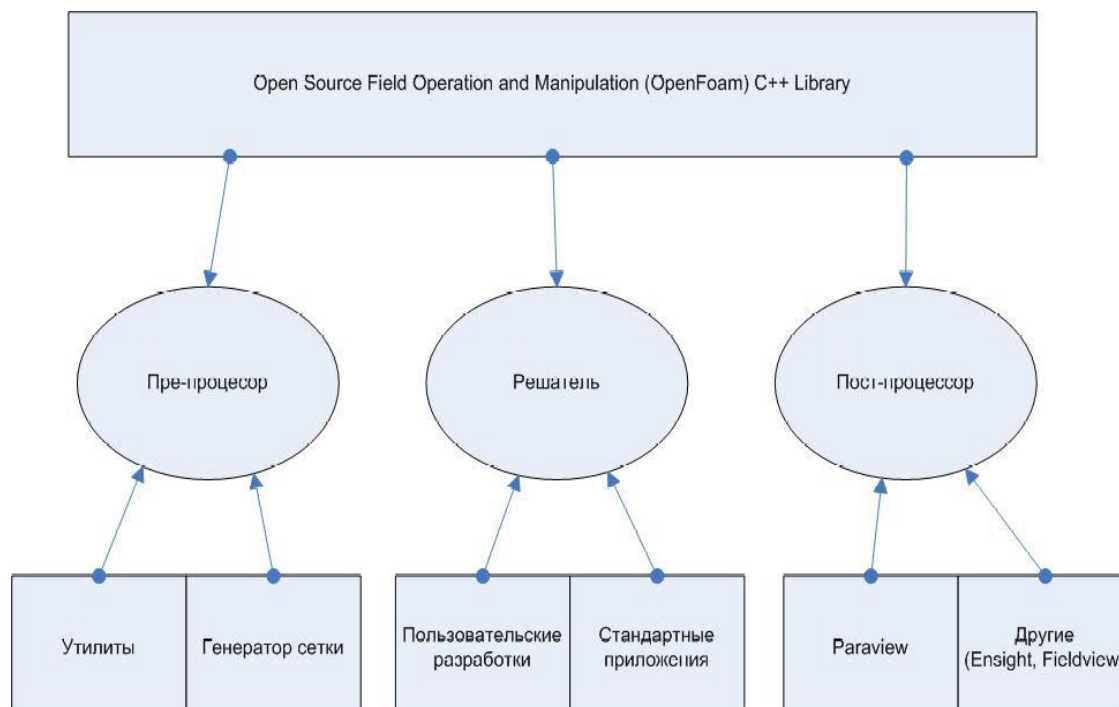 Open Source Field Operation and Manipulation (OpenFoam) C++ Library
Пре-процесор
Решатель
Пост-процессор
Утилиты
Генератор сетки
Пользовательские
разработки
Стандартные
приложения
Paraview
Другие
(Ensight, Fieldview